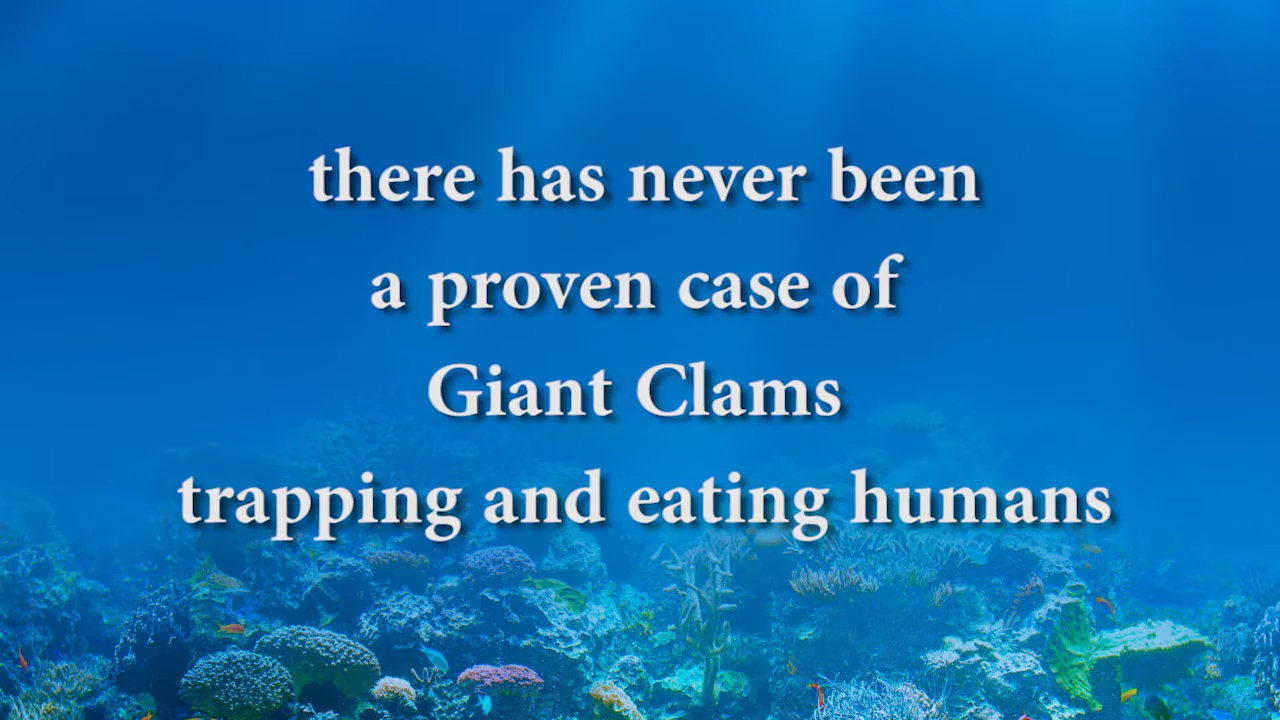 there has never been
a proven case of
Giant Clams
trapping and eating humans